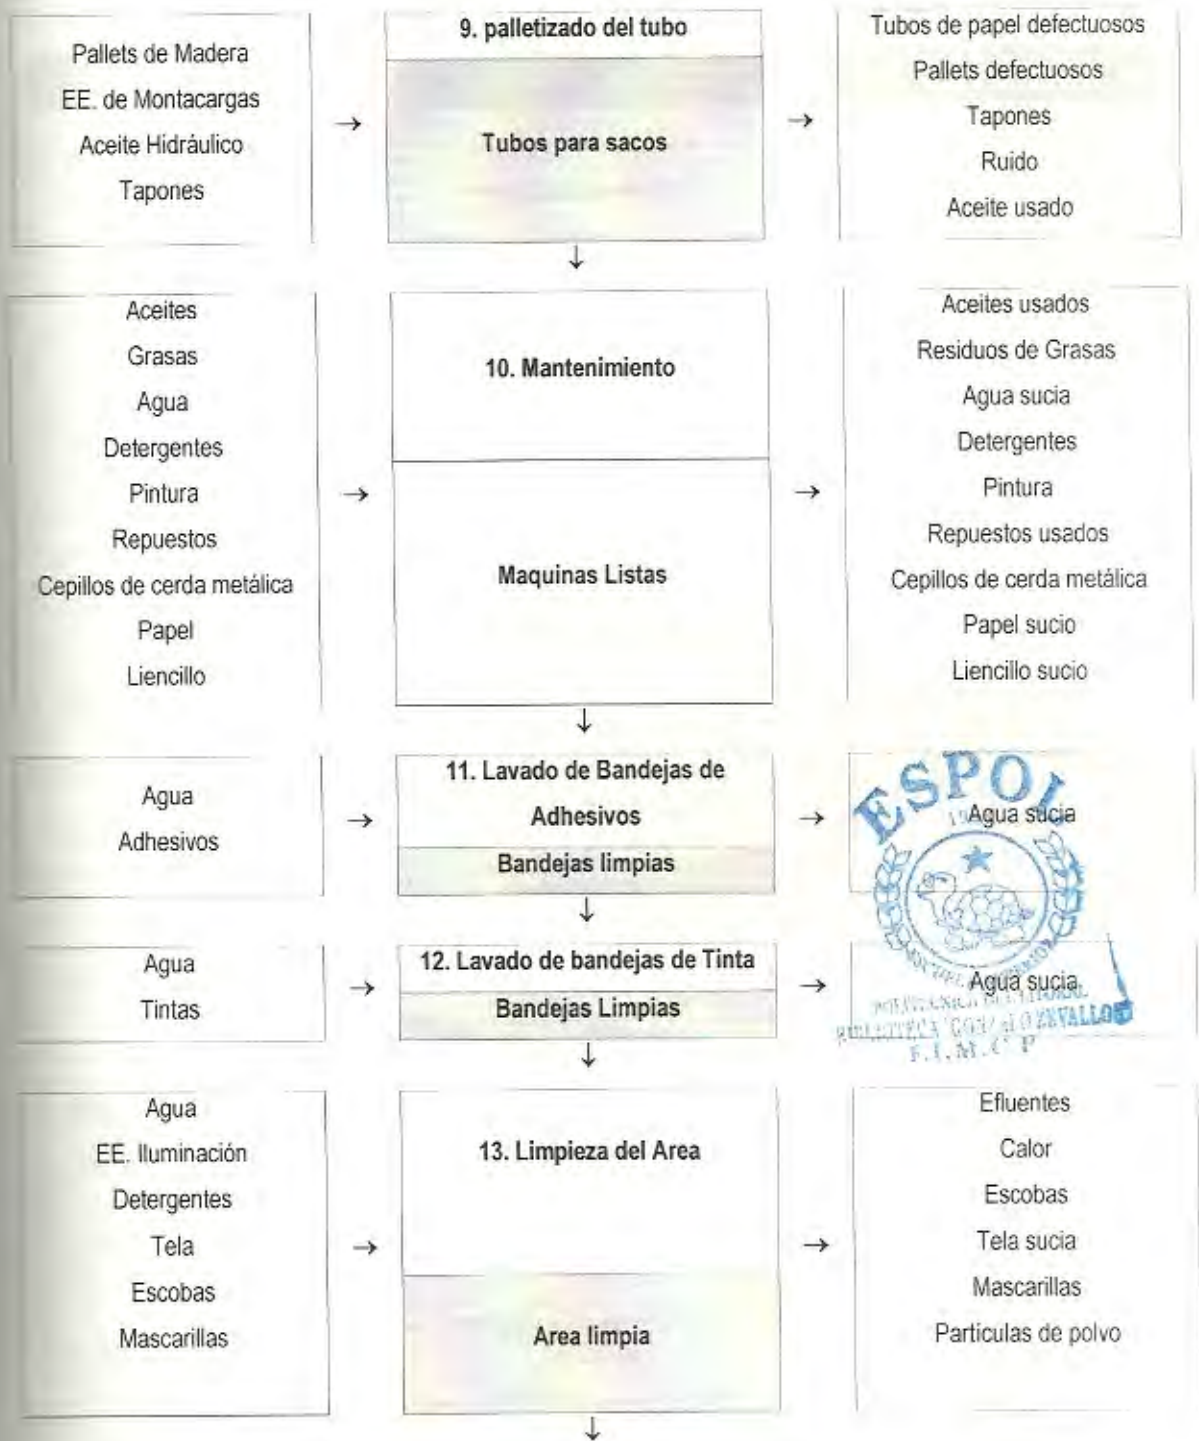 Pallets de Madera
EE. de Montacargas
Aceite Hidráulico
Tapones
→
9. palletizado del tubo
Tubos para sacos
→
Tubos de papel defectuosos
Pallets defectuosos
Tapones
Ruido
Aceite usado
↓
Aceites
Grasas
Agua
Detergentes
Pintura
Repuestos
Cepillos de cerda metálica
Papel
Liencillo
→
10. Mantenimiento
Maquinas Listas
→
Aceites usados
Residuos de Grasas
Agua sucia
Detergentes
Pintura
Repuestos usados
Cepillos de cerda metálica
Papel sucio
Liencillo sucio
↓
Agua
Adhesivos
→
11. Lavado de Bandejas de
Adhesivos
Bandejas limpias
→
Agua sucia
ESPOL
↓
Agua
Tintas
→
12. Lavado de bandejas de Tinta
Bandejas Limpias
→
Agua sucia
ZEVALLOS
F.I.M.C P
↓
Agua
EE. Iluminación
Detergentes
Tela
Escobas
Mascarillas
→
13. Limpieza del Area
Area limpia
→
Efluentes
Calor
Escobas
Tela sucia
Mascarillas
Partículas de polvo
↓